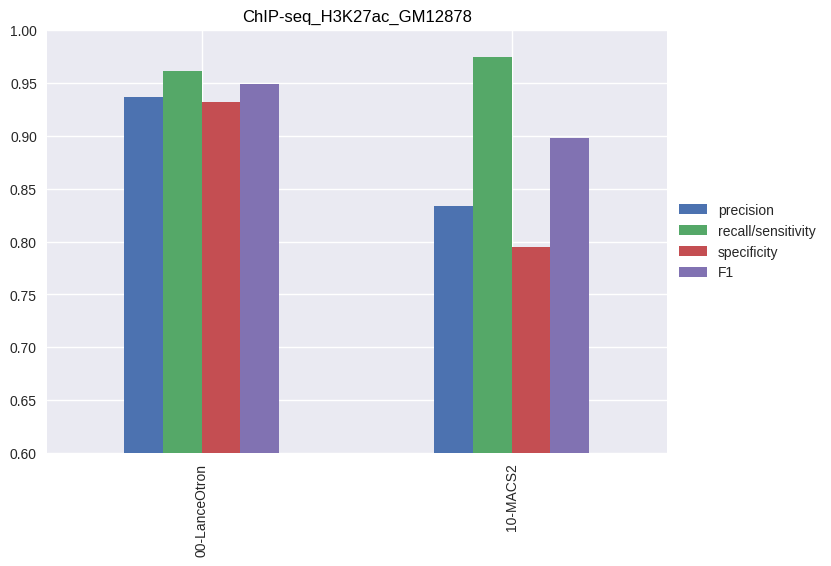 ChIP-seq_H3K27ac_GM12878
1.00
0.95
0.90
0.85
0.80
0.75
0.70
0.65
0.60
precision
recall/sensitivity
specificity
F1
00-LanceOtron
10-MACS2